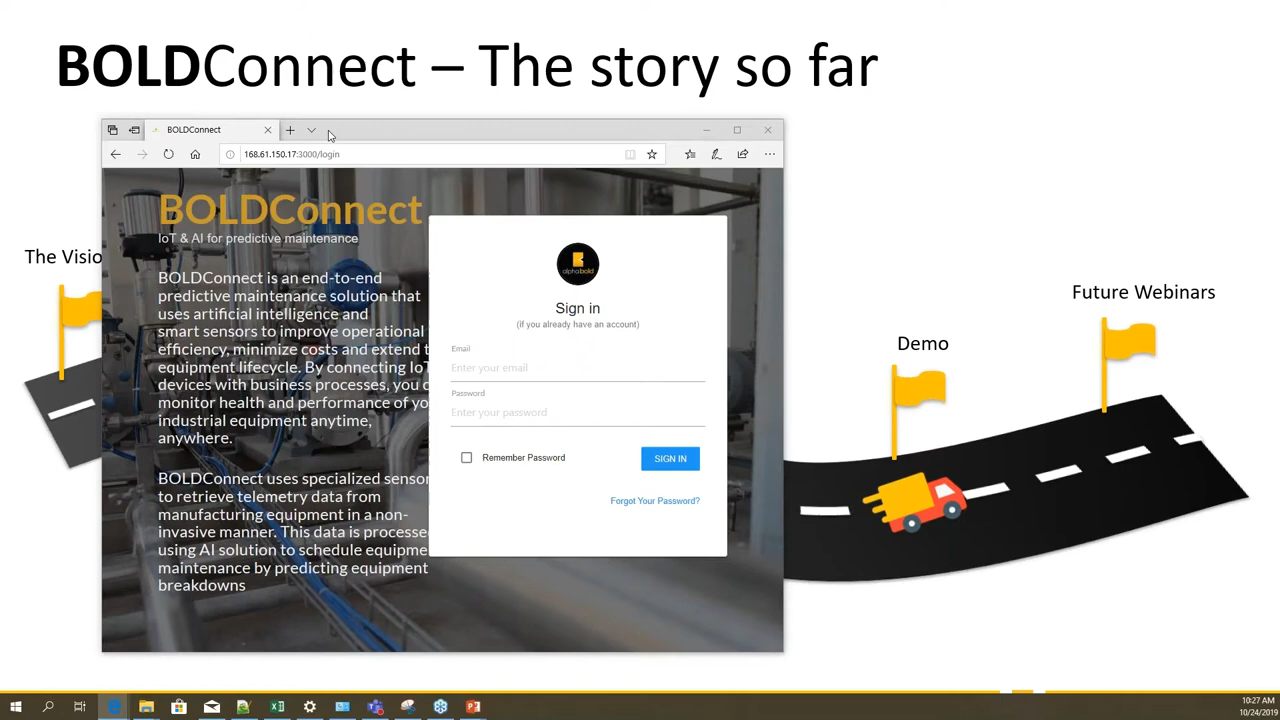 BOLDConnect – The story so far
BOLDConnect
168.61.150.17:3000/login
The Visio
BOLDConnect
IoT & AI for predictive maintenance
BOLDConnect is an end-to-end
predictive maintenance solution that
uses artificial intelligence and
smart sensors to improve operational
efficiency, minimize costs and extend t
equipment lifecycle. By connecting IoT
devices with business processes, you c
monitor health and performance of yo
industrial equipment anytime,
anywhere.
BOLDConnect uses specialized sensor
to retrieve telemetry data from
manufacturing equipment in a non-
invasive manner. This data is processe
using AI solution to schedule equipme
maintenance by predicting equipment
breakdowns
alphabold
Sign in
(if you already have an account)
Email
Enter your email
Password
Enter your password
Remember Password
SIGN IN
Forgot Your Password?
Demo
Future Webinars
10:27 AM
10/24/2019